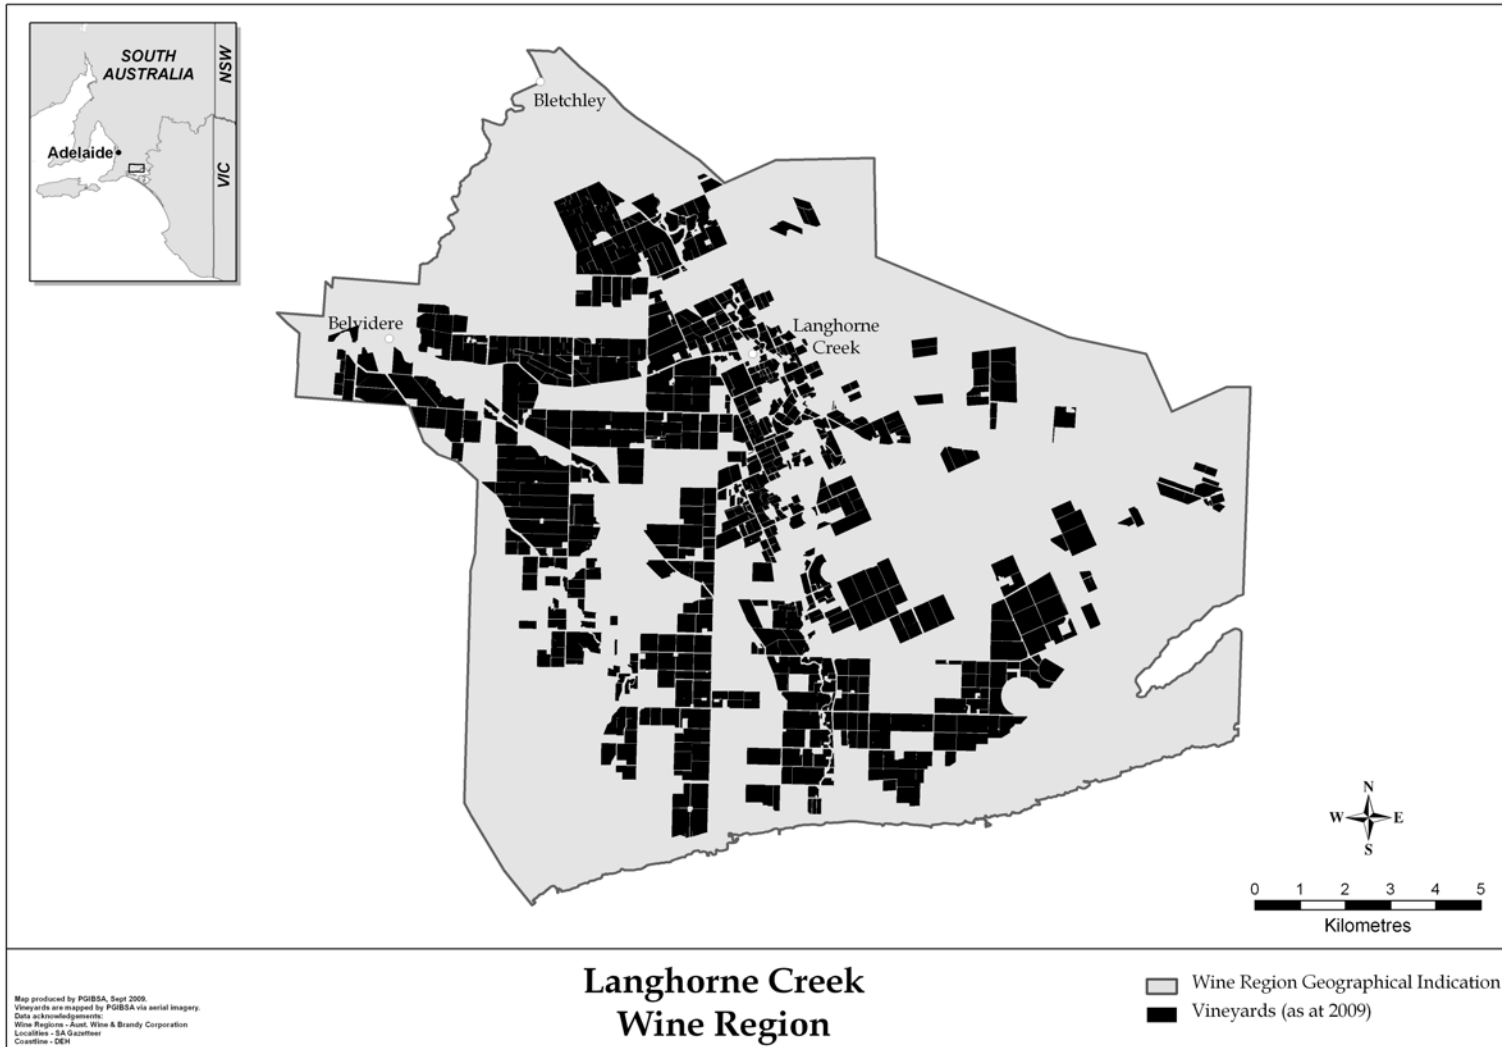 SOUTH
AUSTRALIA
NSW
Adelaide
VIC
Bletchley
Belvidere
Langhorne
Creek
N
W E
S
0 1 2 3 4 5
Kilometres
Langhorne Creek
Wine Region
Wine Region Geographical Indication
Vineyards (as at 2009)
Map produced by PGIBSA, Sept 2009.
Vineyards are mapped by PGIBSA via aerial imagery.
Data acknowledgements:
Wine Regions - Aust. Wine & Brandy Corporation
Localities - SA Gazetteer
Coastline - DEH